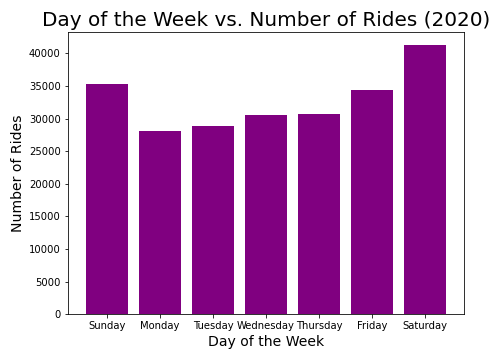 Day of the Week vs. Number of Rides (2020)
Number of Rides
40000
35000
30000
25000
20000
15000
10000
5000
0
Sunday Monday Tuesday Wednesday Thursday Friday Saturday
Day of the Week